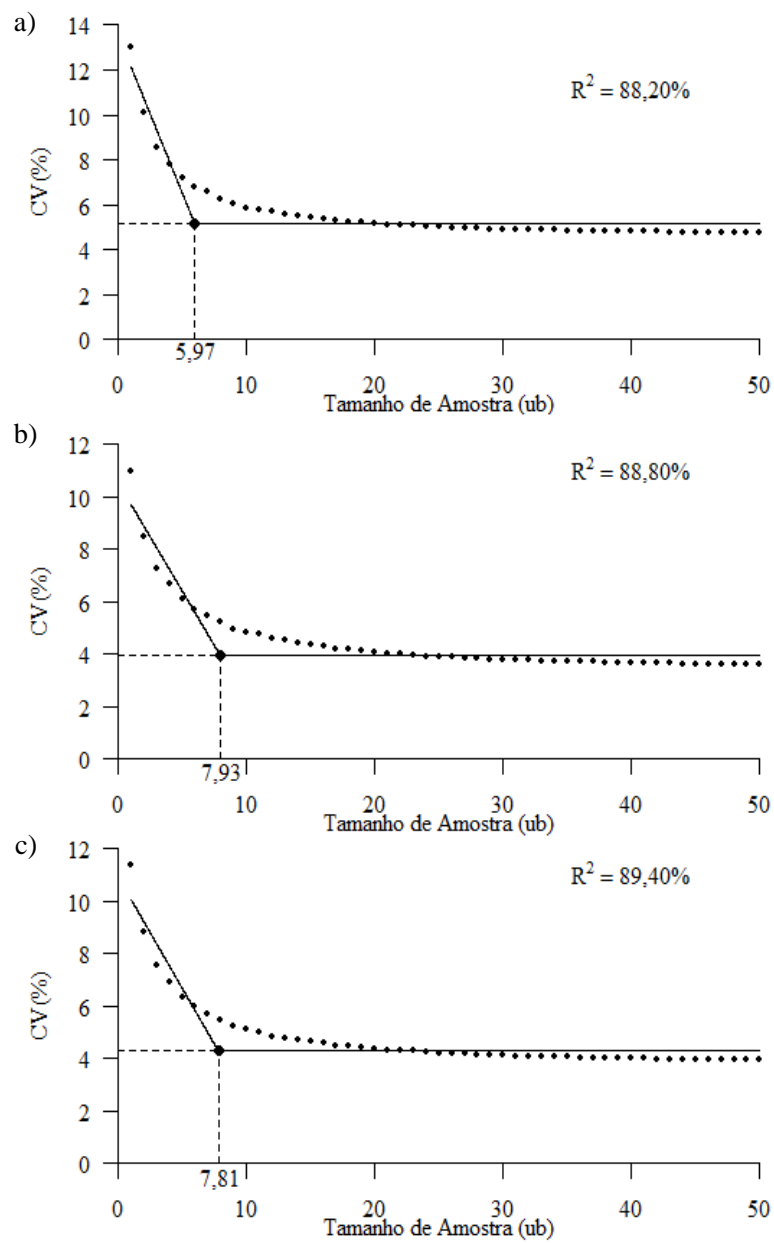 a)
14
12
10
8
6
4
2
0
CV(%)
R² = 88,20%
5,97
0 10 20 30 40 50
Tamanho de Amostra (ub)
b)
12
10
8
6
4
2
0
CV(%)
R² = 88,80%
7,93
0 10 20 30 40 50
Tamanho de Amostra (ub)
c)
12
10
8
6
4
2
0
CV(%)
R² = 89,40%
7,81
0 10 20 30 40 50
Tamanho de Amostra (ub)